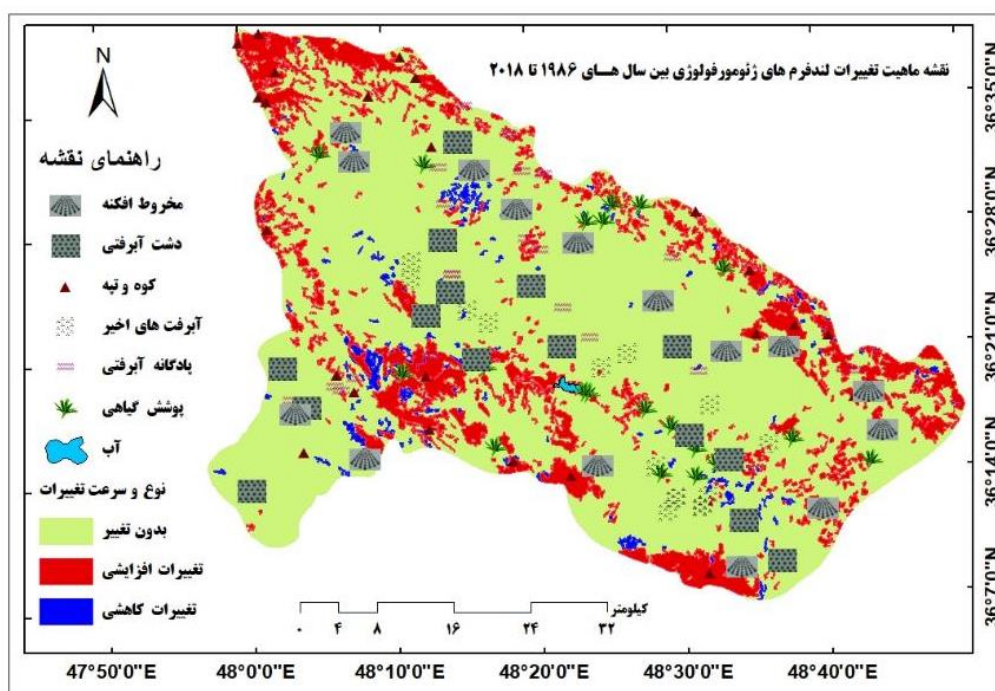 نقشه ماهیت تغییرات لندفرم های ژئومورفولوژی بین سال هـای ۱۹۸۶ تا ۲۰۱۸
N
راهنمای نقشه
مخروط افکنه
دشت آبرفتی
کوه و تپه
آبرفت های اخیر
پادگانه آبرفتی
پوشش گیاهی
آب
نوع و سرعت تغییرات
بدون تغییر
تغییرات افزایشی
تغییرات کاهشی
کیلومتر
۰ ۴ ۸ ۱۶ ۲۴ ۳۲
36°35'0"N
36°28'0"N
36°21'0"N
36°14'0"N
36°7'0"N
47°50'0"E 48°0'0"E 48°10'0"E 48°20'0"E 48°30'0"E 48°40'0"E